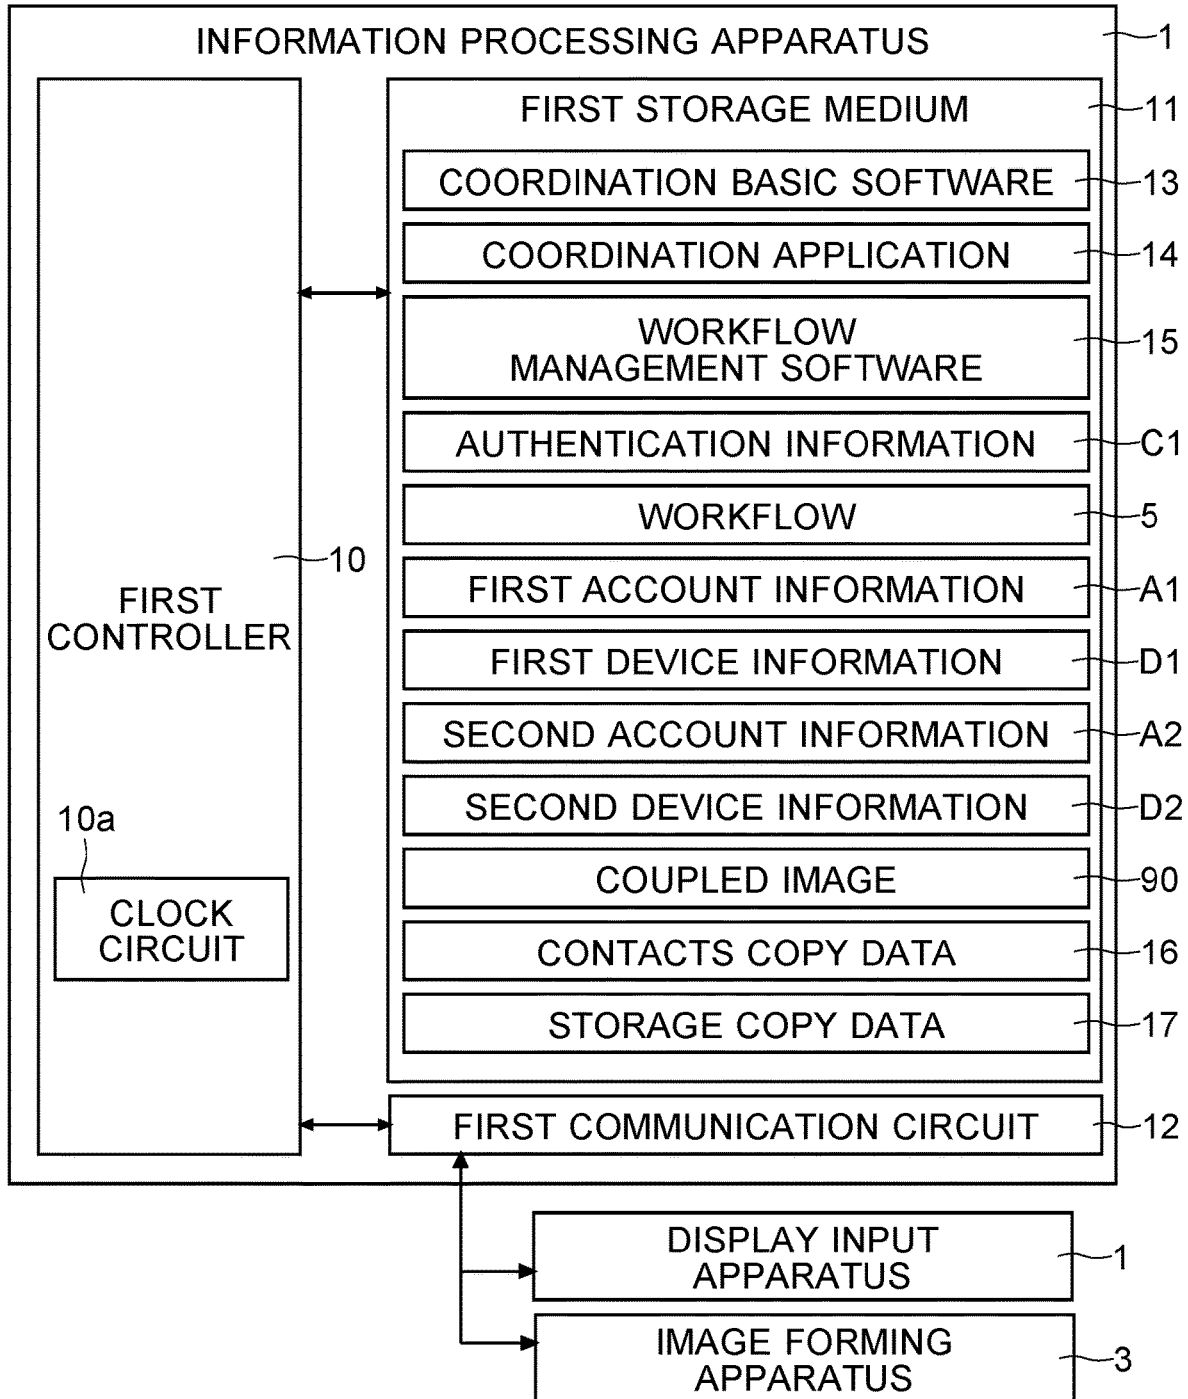 INFORMATION PROCESSING APPARATUS
1
FIRST STORAGE MEDIUM
11
COORDINATION BASIC SOFTWARE
13
COORDINATION APPLICATION
14
WORKFLOW
MANAGEMENT SOFTWARE
15
AUTHENTICATION INFORMATION
C1
WORKFLOW
5
10
FIRST
CONTROLLER
FIRST ACCOUNT INFORMATION
A1
FIRST DEVICE INFORMATION
D1
SECOND ACCOUNT INFORMATION
A2
SECOND DEVICE INFORMATION
D2
10a
CLOCK
CIRCUIT
COUPLED IMAGE
90
CONTACTS COPY DATA
16
STORAGE COPY DATA
17
FIRST COMMUNICATION CIRCUIT
12
DISPLAY INPUT
APPARATUS
1
IMAGE FORMING
APPARATUS
3